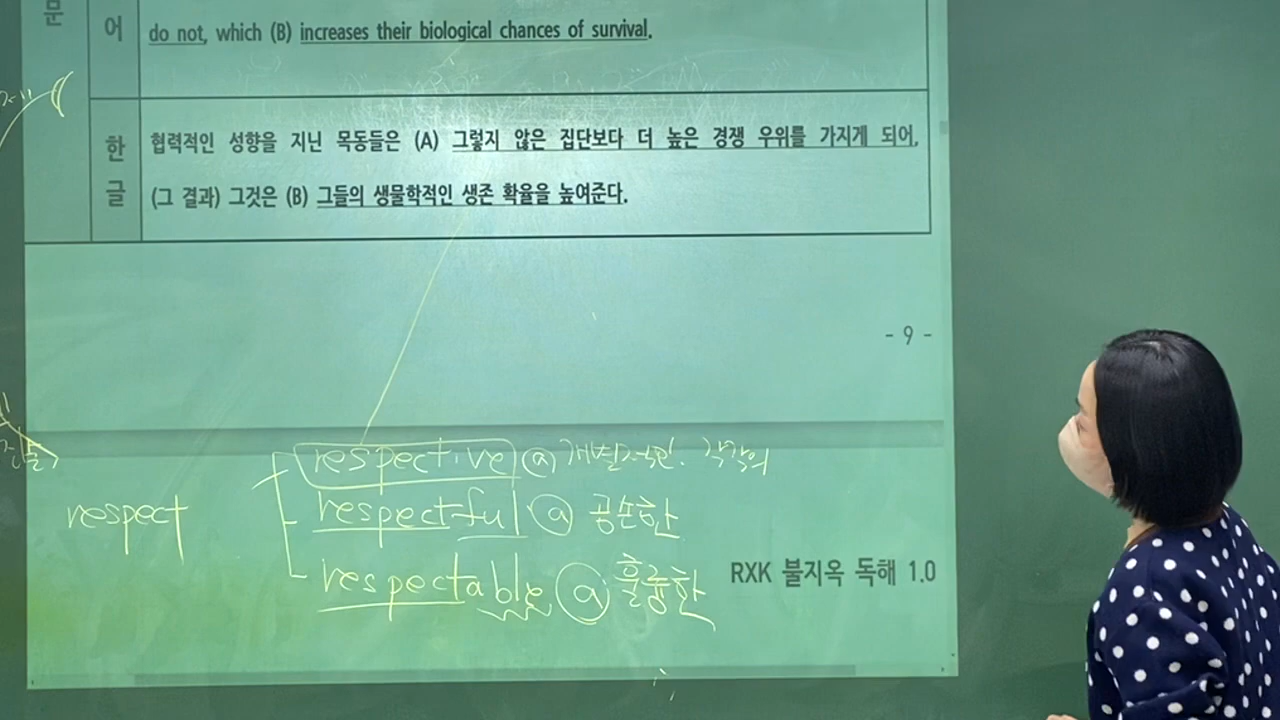 문
어
do not, which (B) increases their biological chances of survival.
한
글
협력적인 성향을 지닌 목동들은 (A) 그렇지 않은 집단보다 더 높은 경쟁 우위를 가지게 되어,
(그 결과) 그것은 (B) 그들의 생물학적인 생존 확률을 높여준다.
- 9 -
respect
respective ⓐ 개별적인. 각각의
respectful ⓐ 공손한
respectable ⓐ 훌륭한
RXK 불지옥 독해 1.0